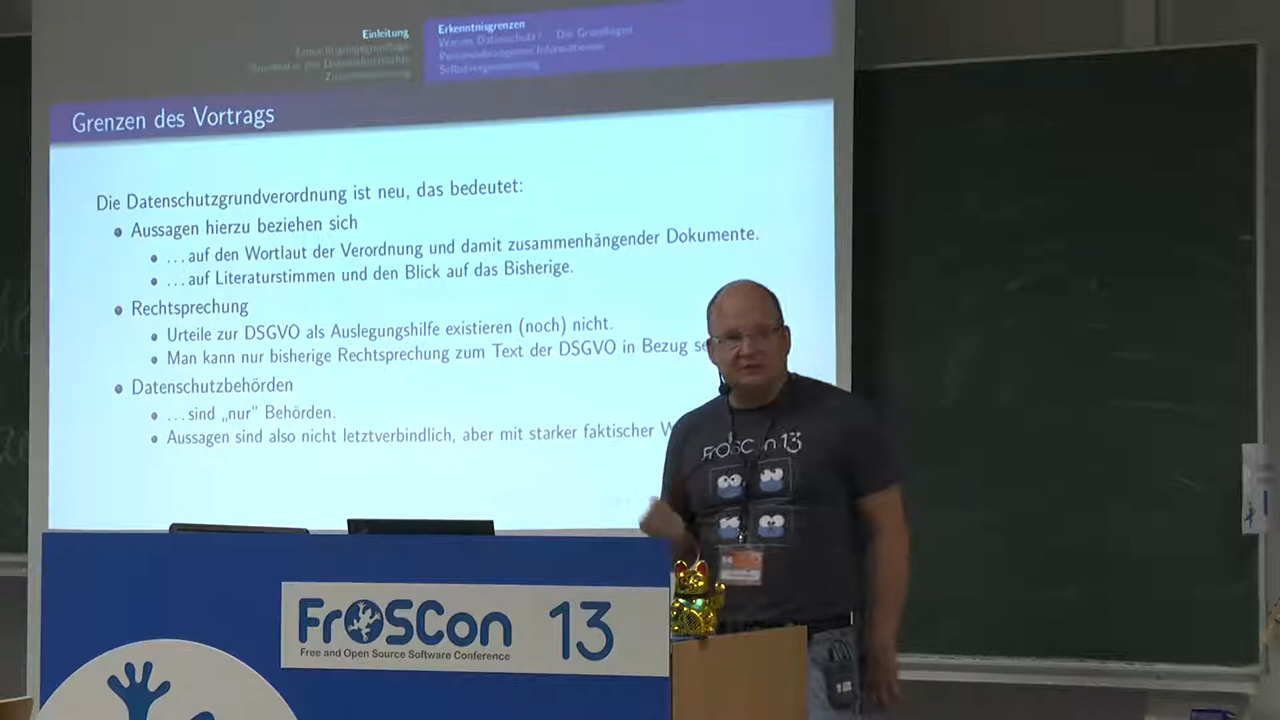 Einleitung
Erkenntnisgrenzen
Warum Datenschutz? Die Grundlagen
Personenbezogene Informationen
Zusammenfassung
Grenzen des Vortrags
Die Datenschutzgrundverordnung ist neu, das bedeutet:
Aussagen hierzu beziehen sich
...auf den Wortlaut der Verordnung und damit zusammenhängender Dokumente.
...auf Literaturstimmen und den Blick auf das Bisherige.
Rechtsprechung
Urteile zur DSGVO als Auslegungshilfe existieren (noch) nicht.
Man kann nur bisherige Rechtsprechung zum Text der DSGVO in Bezug se
Datenschutzbehörden
...sind „nur“ Behörden.
Aussagen sind also nicht letztverbindlich, aber mit starker faktischer W
FrOSCon 13
FrOSCon 13
Free and Open Source Software Conference